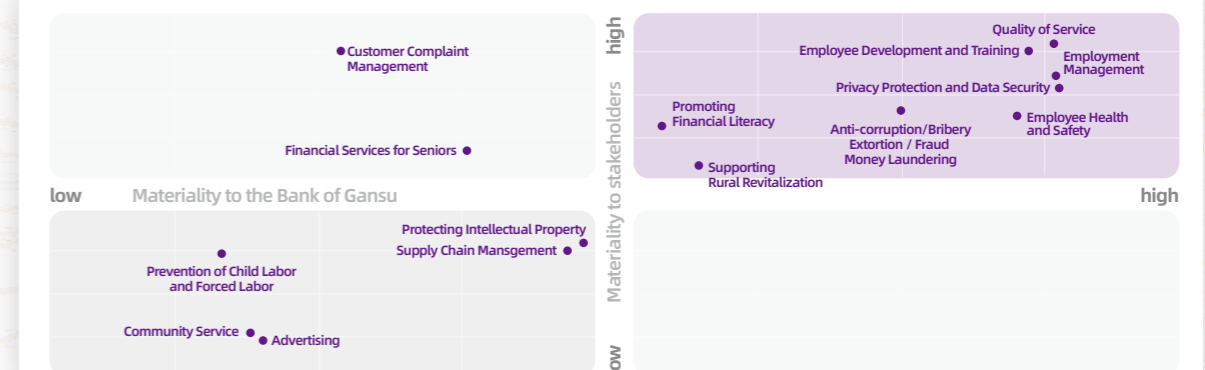 Customer Complaint
Management
Financial Services for Seniors
high
Materiality to stakeholders
Quality of Service
Employee Development and Training
Employment
Management
Privacy Protection and Data Security
Promoting
Financial Literacy
Anti-corruption/Bribery
Extortion / Fraud
Money Laundering
Employee Health
and Safety
Supporting
Rural Revitalization
low
Materiality to the Bank of Gansu
high
Protecting Intellectual Property
Supply Chain Mansgement
Prevention of Child Labor
and Forced Labor
Community Service
Advertising